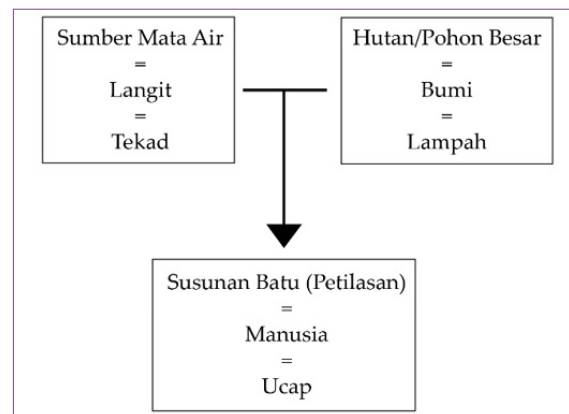 Sumber Mata Air
=
Langit
=
Tekad
Hutan/Pohon Besar
=
Bumi
=
Lampah
Susunan Batu (Petilasan)
=
Manusia
=
Ucap